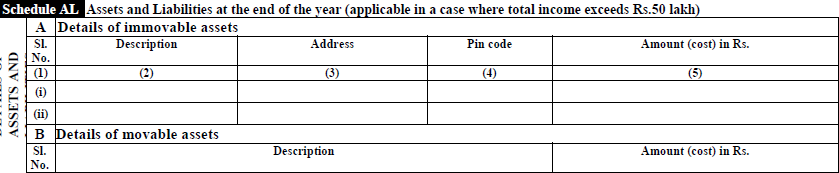 Schedule AL Assets and Liabilities at the end of the year (applicable in a case where total income exceeds Rs.50 lakh)
A Details of immovable assets
Sl. No. Description Address Pin code Amount (cost) in Rs.
(1) (2) (3) (4) (5)
(i)
(ii)
B Details of movable assets
Sl. No. Description Amount (cost) in Rs.
ASSETS AND